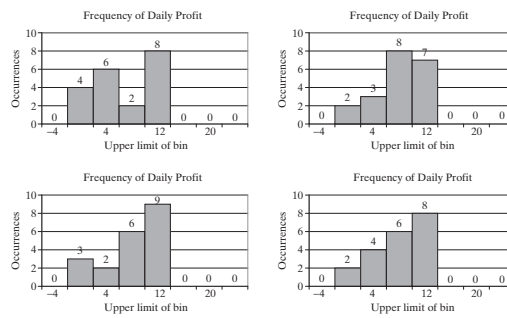 Frequency of Daily Profit
10
8
6
4
2
0
Occurrences
0 4 6 2 8 0 0 0
−4 4 12 20
Upper limit of bin
Frequency of Daily Profit
10
8
6
4
2
0
Occurrences
0 2 3 8 7 0 0 0
−4 4 12 20
Upper limit of bin
Frequency of Daily Profit
10
8
6
4
2
0
Occurrences
0 3 2 6 9 0 0 0
−4 4 12 20
Upper limit of bin
Frequency of Daily Profit
10
8
6
4
2
0
Occurrences
0 2 4 6 8 0 0 0
−4 4 12 20
Upper limit of bin